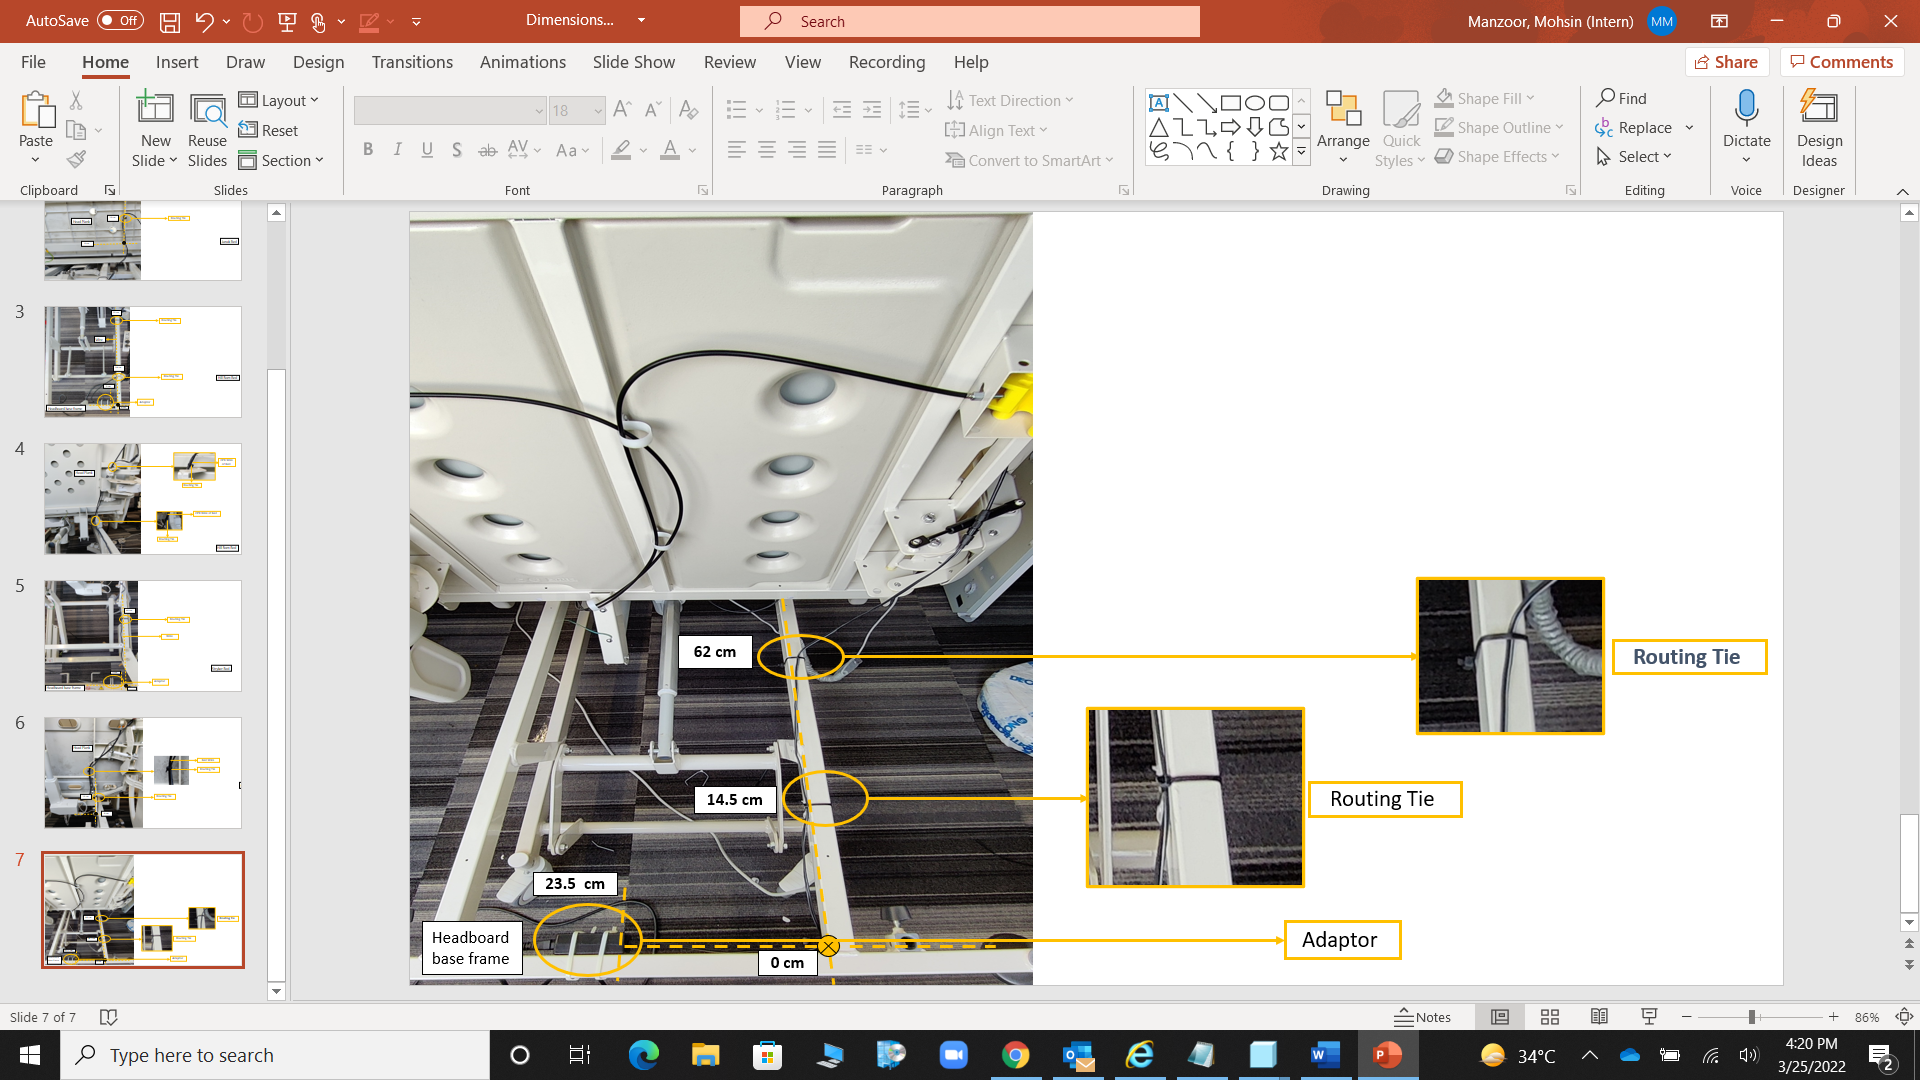 AutoSave Off
Dimensions...
Search
Manzoor, Mohsin (Intern) MM
File Home Insert Draw Design Transitions Animations Slide Show Review View Recording Help
Share Comments
Paste
New Slide
Reuse Slides
Layout
Reset
Section
18
Text Direction
Align Text
Convert to SmartArt
Arrange
Quick Styles
Shape Fill
Shape Outline
Shape Effects
Find
Replace
Select
Dictate
Design Ideas
Clipboard Slides Font Paragraph Drawing Editing Voice Designer
3
4
5
6
7
62 cm
Routing Tie
14.5 cm
Routing Tie
23.5 cm
Headboard
base frame
0 cm
Adaptor
Slide 7 of 7
Notes
86%
Type here to search
34°C
4:20 PM
3/25/2022
2